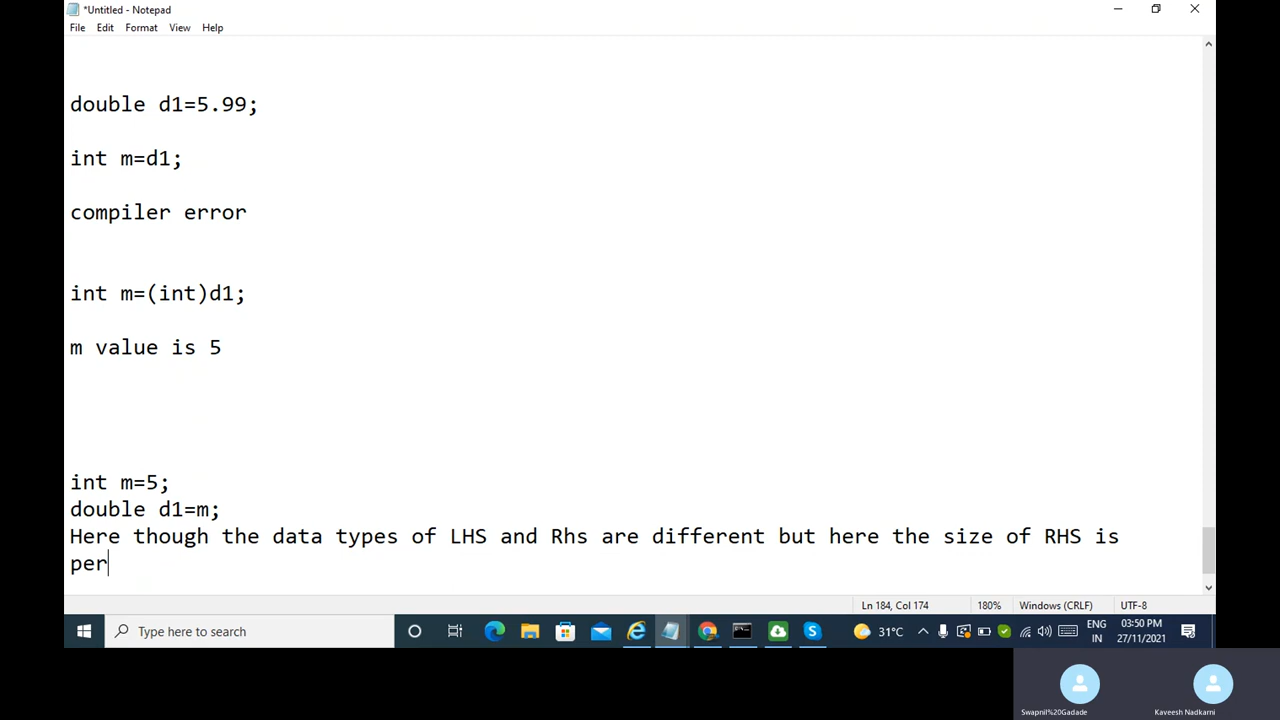 *Untitled - Notepad
File Edit Format View Help
double d1=5.99;
int m=d1;
compiler error
int m=(int)d1;
m value is 5
int m=5;
double d1=m;
Here though the data types of LHS and Rhs are different but here the size of RHS is
per
Ln 184, Col 174 180% Windows (CRLF) UTF-8
Type here to search
31°C
ENG
IN
03:50 PM
27/11/2021
Swapnil%20Gadade
Kaveesh Nadkarni